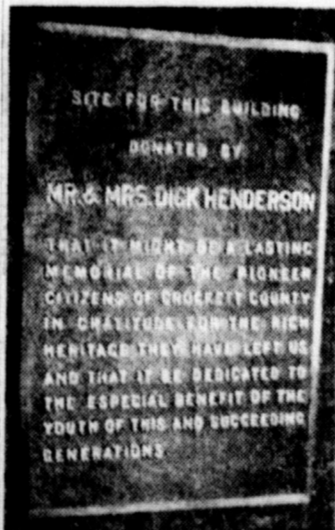 SITE FOR THIS BUILDING
DONATED BY
MR. & MRS. DICK HENDERSON
THAT IT MIGHT BE A LASTING
MEMORIAL OF THE PIONEER
CITIZENS OF CROCKETT COUNTY
IN GRATITUDE FOR THE RICH
HERITAGE THEY HAVE LEFT US
AND THAT IT BE DEDICATED TO
THE ESPECIAL BENEFIT OF THE
YOUTH OF THIS AND SUCCEEDING
GENERATIONS